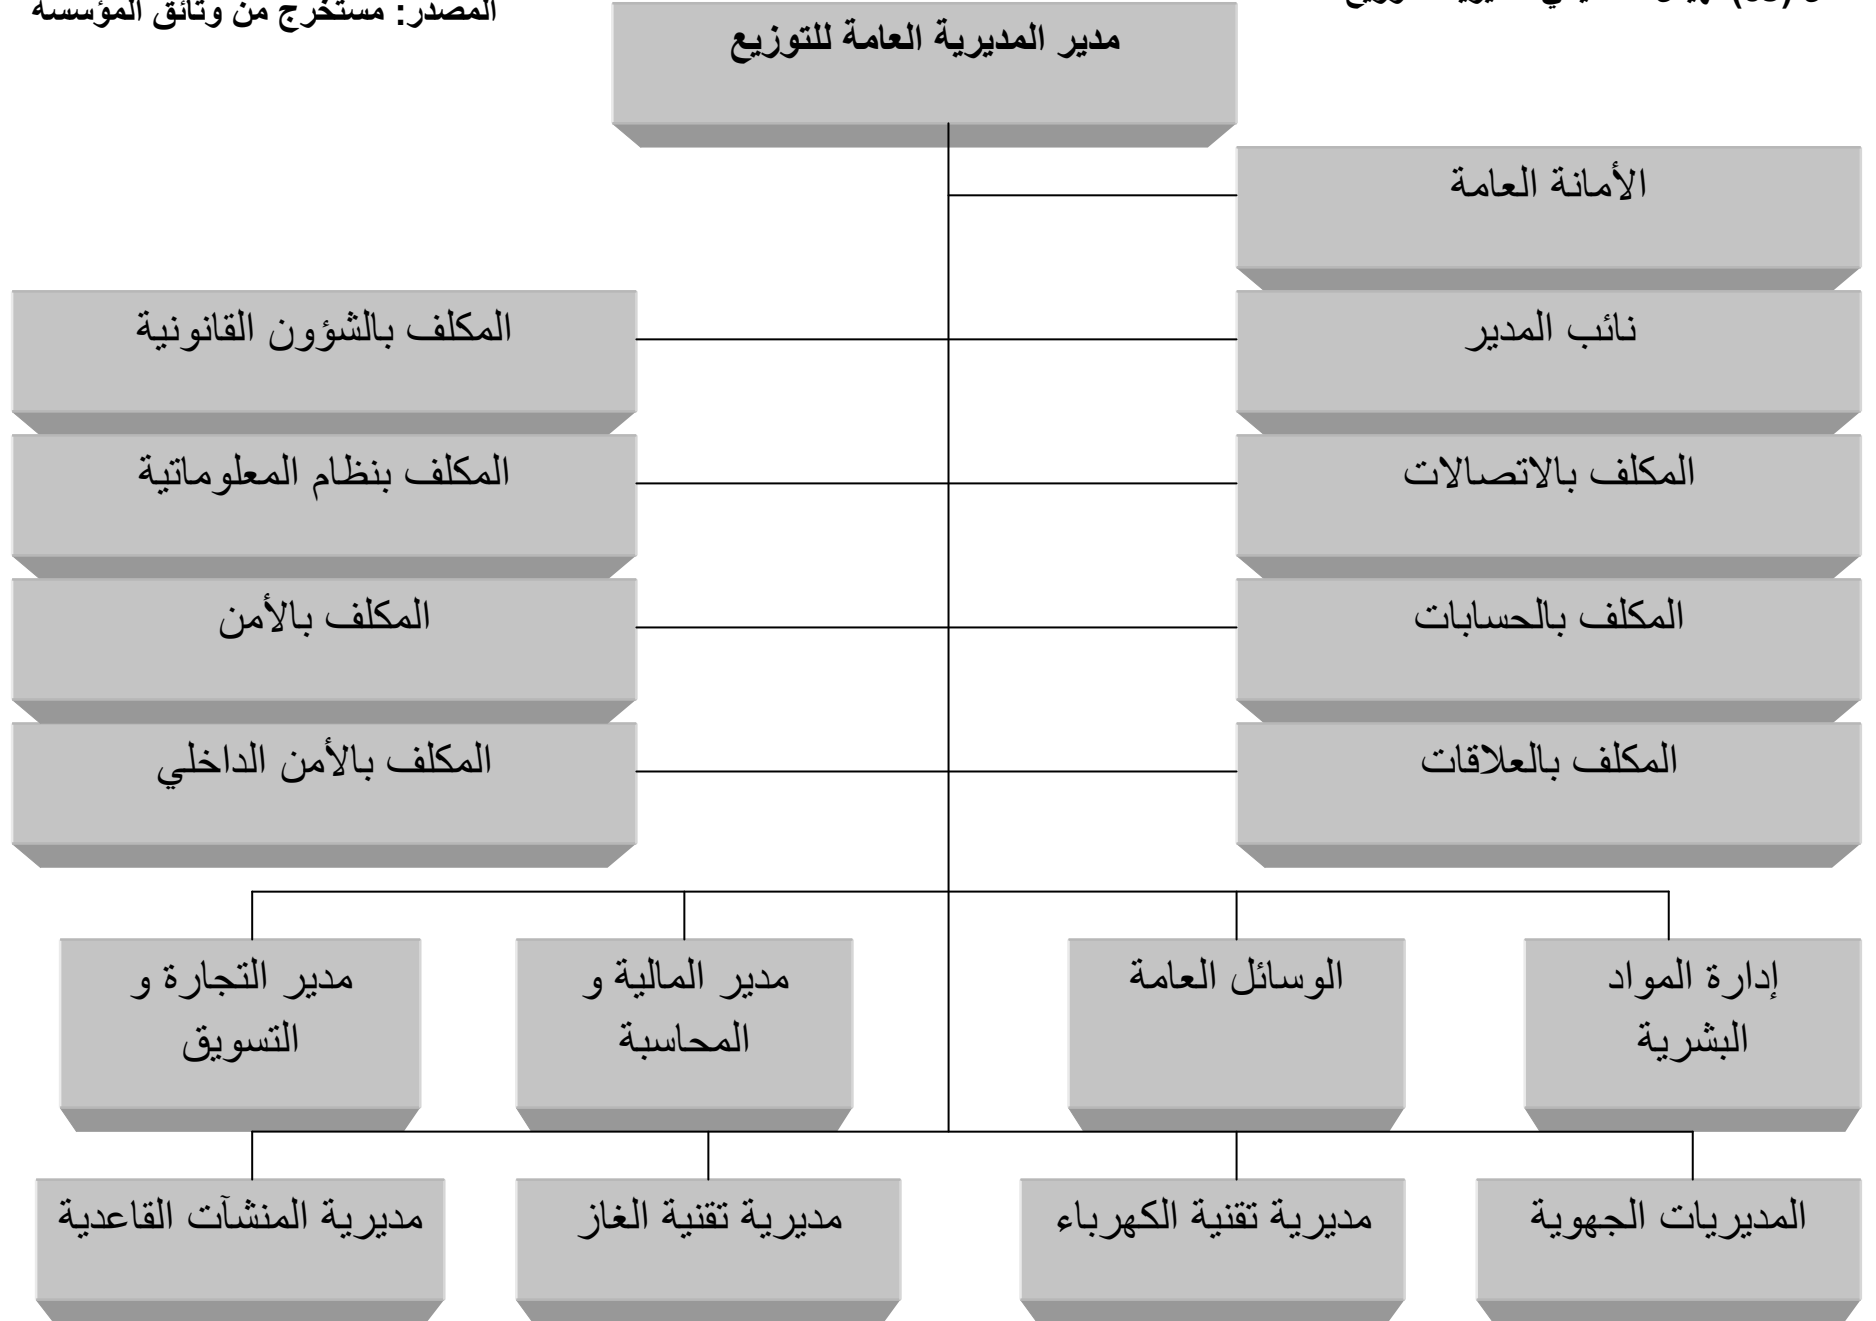 المصدر: مستخرج من وثائق المؤسسة
مدير المديرية العامة للتوزيع
الأمانة العامة
نائب المدير
المكلف بالشؤون القانونية
المكلف بالاتصالات
المكلف بنظام المعلوماتية
المكلف بالحسابات
المكلف بالأمن
المكلف بالعلاقات
المكلف بالأمن الداخلي
إدارة المواد
البشرية
الوسائل العامة
مدير المالية و
المحاسبة
مدير التجارة و
التسويق
المديريات الجهوية
مديرية تقنية الكهرباء
مديرية تقنية الغاز
مديرية المنشآت القاعدية